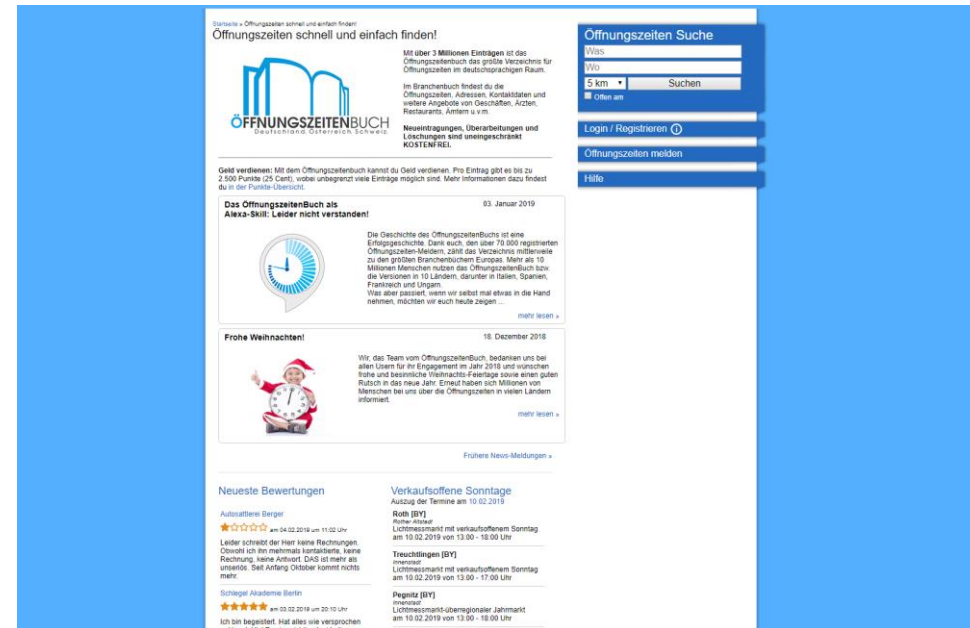 Startseite » Öffnungszeiten schnell und einfach finden!
Öffnungszeiten schnell und einfach finden!
ÖFFNUNGSZEITENBUCH
Deutschland Österreich Schweiz
Mit über 3 Millionen Einträgen ist das
Öffnungszeitenbuch das größte Verzeichnis für
Öffnungszeiten im deutschsprachigen Raum.
Im Branchenbuch findest du die
Öffnungszeiten, Adressen, Kontaktdaten und
weitere Angebote von Geschäften, Ärzten,
Restaurants, Ämtern u.v.m.
Neueintragungen, Überarbeitungen und
Löschungen sind uneingeschränkt
KOSTENFREI.
Geld verdienen: Mit dem Öffnungszeitenbuch kannst du Geld verdienen. Pro Eintrag gibt es bis zu
2.500 Punkte (25 Cent), wobei unbegrenzt viele Einträge möglich sind. Mehr Informationen dazu findest
du in der Punkte-Übersicht.
Das ÖffnungszeitenBuch als
Alexa-Skill: Leider nicht verstanden!
03. Januar 2019
Die Geschichte des ÖffnungszeitenBuchs ist eine
Erfolgsgeschichte. Dank euch, den über 70.000 registrierten
Öffnungszeiten-Meldern, zählt das Verzeichnis mittlerweile
zu den größten Branchenbüchern Europas. Mehr als 10
Millionen Menschen nutzen das ÖffnungszeitenBuch bzw.
die Versionen in 10 Ländern, darunter in Italien, Spanien,
Frankreich und Ungarn.
Was aber passiert, wenn wir selbst mal etwas in die Hand
nehmen, möchten wir euch heute zeigen ...
mehr lesen »
Frohe Weihnachten!
18. Dezember 2018
Wir, das Team vom ÖffnungszeitenBuch, bedanken uns bei
allen Usern für ihr Engagement im Jahr 2018 und wünschen
frohe und besinnliche Weihnachts-Feiertage sowie einen guten
Rutsch in das neue Jahr. Erneut haben sich Millionen von
Menschen bei uns über die Öffnungszeiten in vielen Ländern
informiert.
mehr lesen »
Frühere News-Meldungen »
Neueste Bewertungen
Autosattlerei Berger
am 04.02.2019 um 11:02 Uhr
Leider schreibt der Herr keine Rechnungen.
Obwohl ich ihn mehrmals kontaktierte, keine
Rechnung, keine Antwort. DAS ist mehr als
unseriös. Seit Anfang Oktober kommt nichts
mehr.
Schlegel Akademie Berlin
am 03.02.2019 um 20:10 Uhr
Ich bin begeistert. Hat alles wie versprochen
Verkaufsoffene Sonntage
Auszug der Termine am 10.02.2019
Roth [BY]
Rother Altstadt
Lichtmessmarkt mit verkaufsoffenem Sonntag
am 10.02.2019 von 13:00 - 18:00 Uhr
Treuchtlingen [BY]
Innenstadt
Lichtmessmarkt mit verkaufsoffenem Sonntag
am 10.02.2019 von 13:00 - 17:00 Uhr
Pegnitz [BY]
Innenstadt
Lichtmessmarkt-überregionaler Jahrmarkt
am 10.02.2019 von 13:00 - 18:00 Uhr
Öffnungszeiten Suche
Was
Wo
5 km
Suchen
Offen am
Login / Registrieren
Öffnungszeiten melden
Hilfe